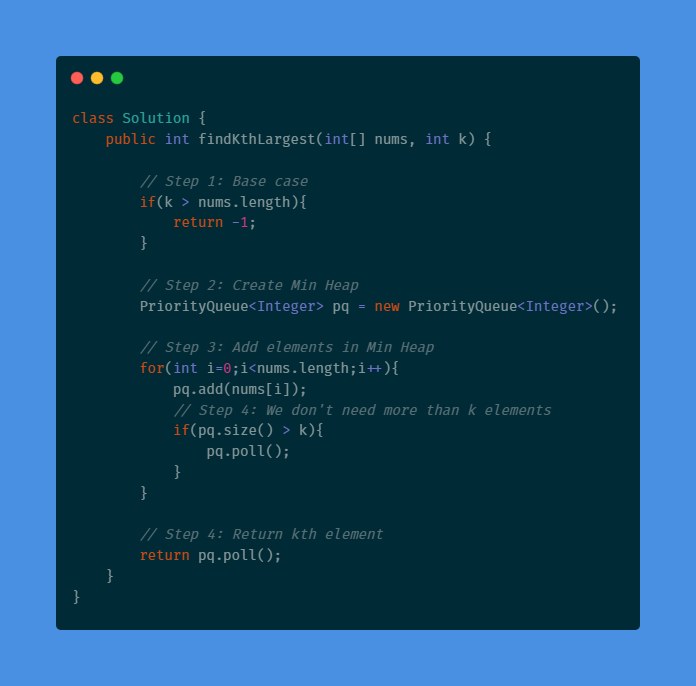 class Solution {
    public int findKthLargest(int[] nums, int k) {

        // Step 1: Base case
        if(k > nums.length){
            return -1;
        }

        // Step 2: Create Min Heap
        PriorityQueue<Integer> pq = new PriorityQueue<Integer>();

        // Step 3: Add elements in Min Heap
        for(int i=0;i<nums.length;i++){
            pq.add(nums[i]);
            // Step 4: We don't need more than k elements
            if(pq.size() > k){
                pq.poll();
            }
        }

        // Step 4: Return kth element
        return pq.poll();
    }
}